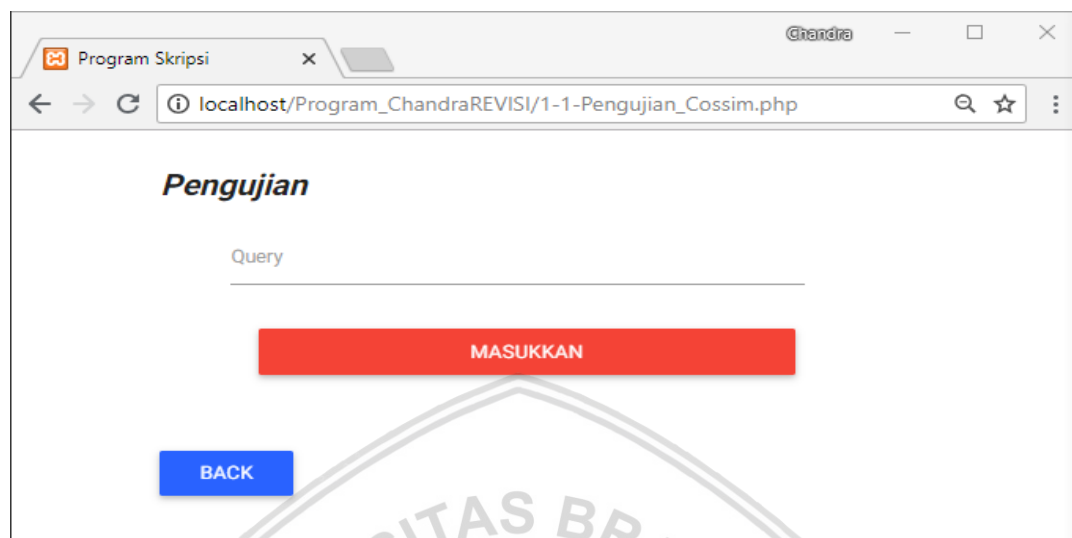 Chandra
Program Skripsi
localhost/Program_ChandraREVISI/1-1-Pengujian_Cossim.php
Pengujian
Query
MASUKKAN
BACK
ITAS BR